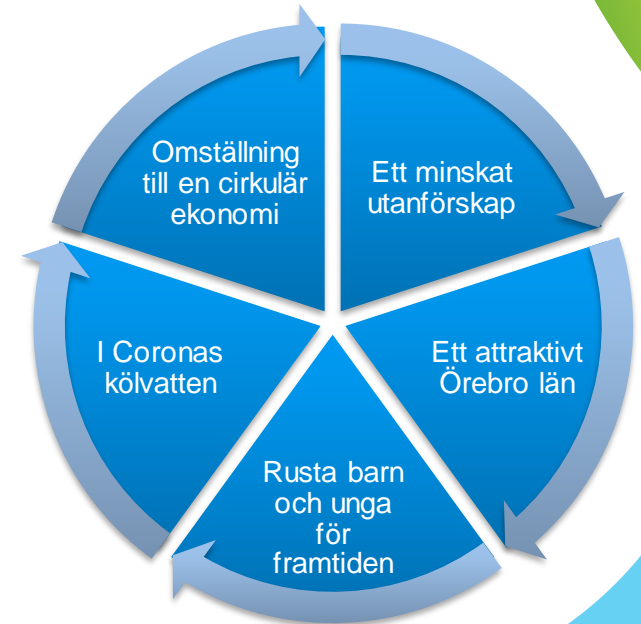 Omställning
till en cirkulär
ekonomi
Ett minskat
utanförskap
I Coronas
kölvatten
Ett attraktivt
Örebro län
Rusta barn
och unga
för
framtiden